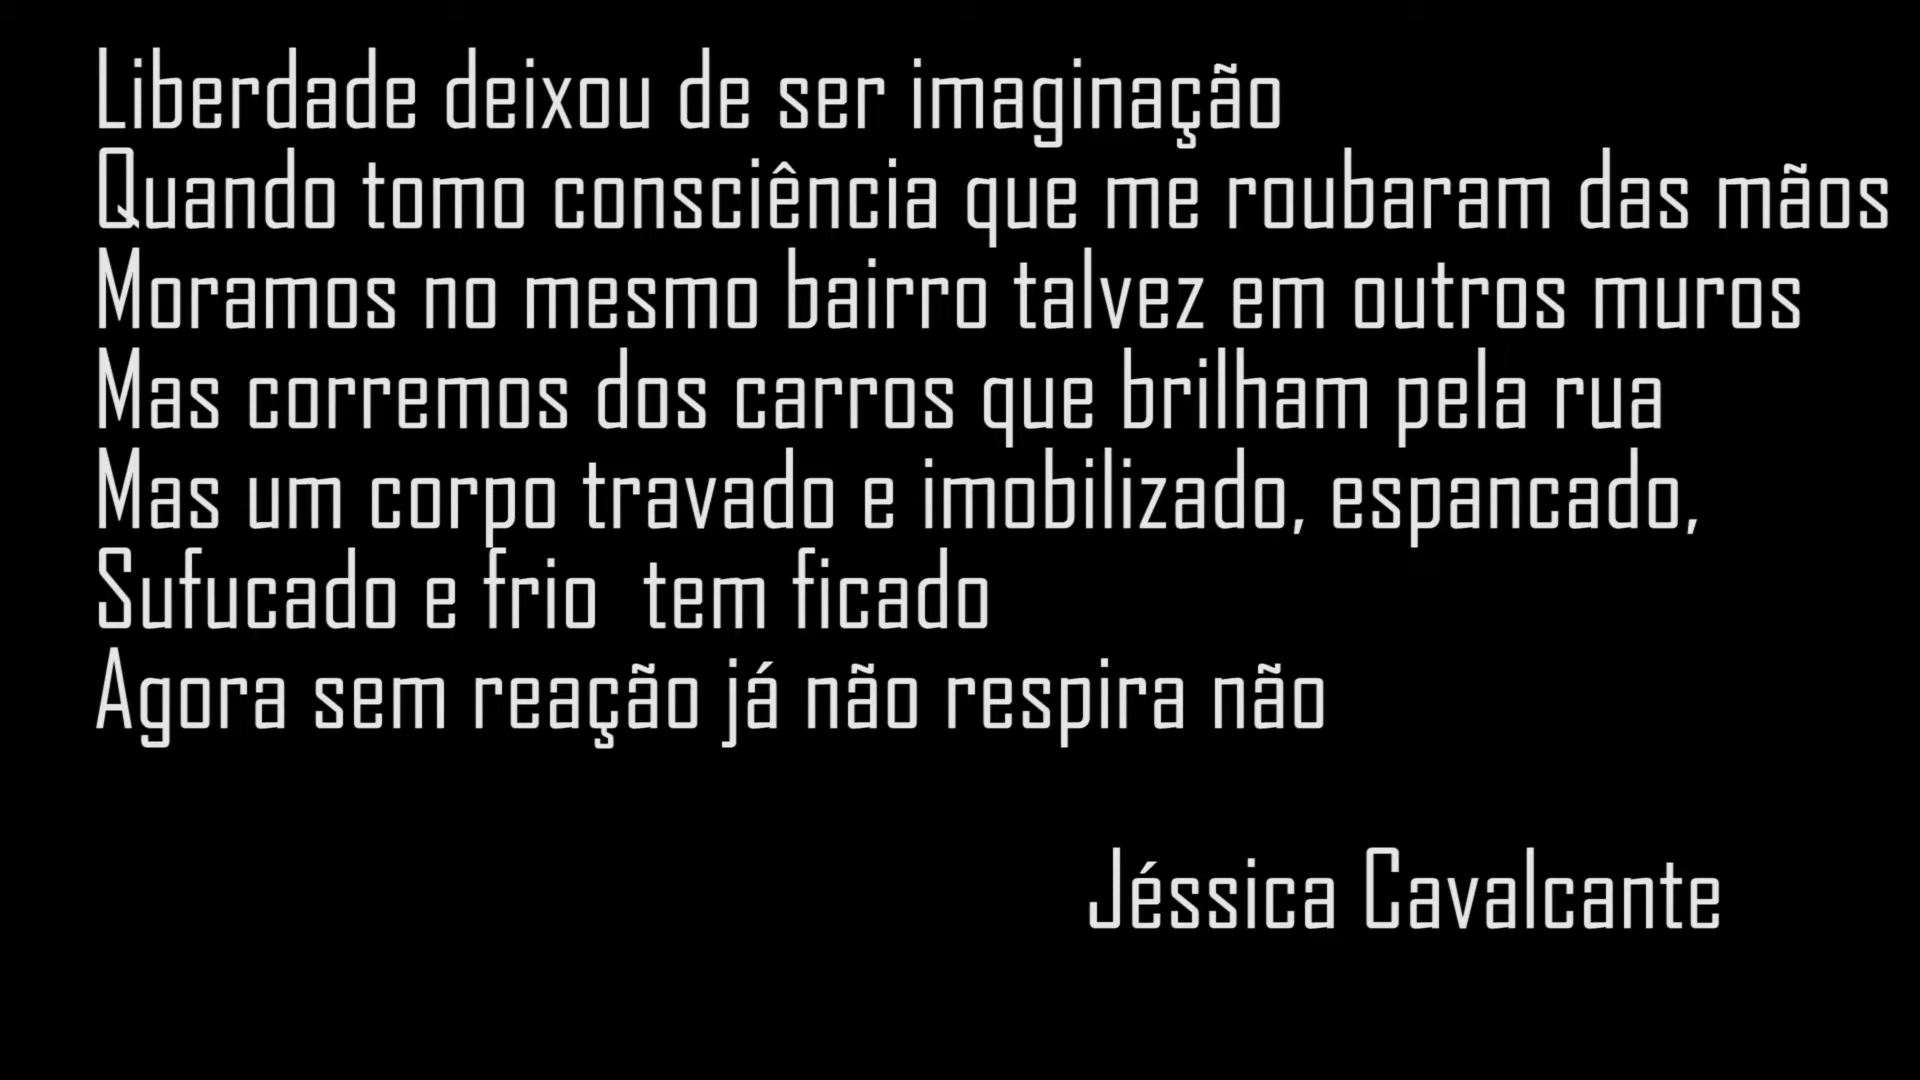 Liberdade deixou de ser imaginação
Quando tomo consciência que me roubaram das mãos
Moramos no mesmo bairro talvez em outros muros
Mas corremos dos carros que brilham pela rua
Mas um corpo travado e imobilizado, espancado,
Sufucado e frio  tem ficado
Agora sem reação já não respira não
Jéssica Cavalcante